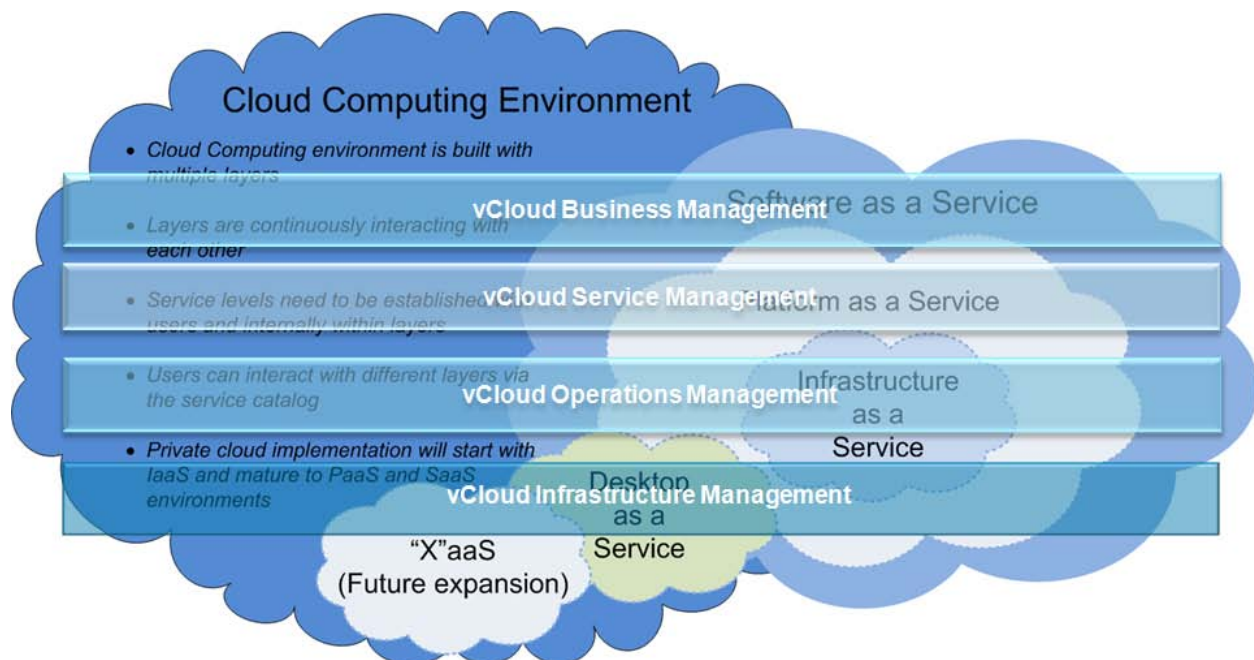 Cloud Computing Environment
• Cloud Computing environment is built with
multiple layers
• Layers are continuously interacting with
each other
• Service levels need to be established
users and internally within layers
• Users can interact with different layers via
the service catalog
• Private cloud implementation will start with
IaaS and mature to PaaS and SaaS
environments
vCloud Business Management
Software as a Service
vCloud Service Management
Platform as a Service
vCloud Operations Management
Infrastructure
as a
Service
vCloud Infrastructure Management
Desktop
as a
Service
“X”aaS
(Future expansion)